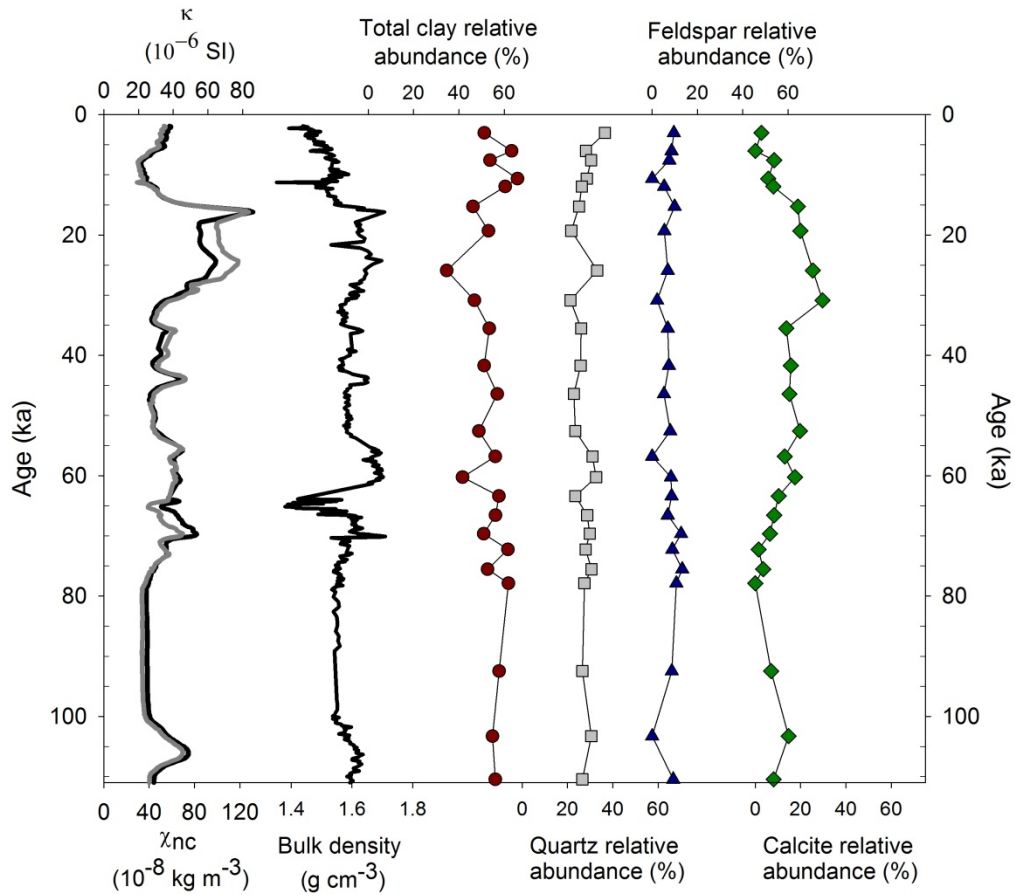 κ
(10⁻⁶ SI)
Total clay relative
abundance (%)
Feldspar relative
abundance (%)
0 20 40 60 80
0 40 60
0 20 40 60
0 0
20 20
40 40
60 60
80 80
100 100
Age (ka)
Age (ka)
0 40 80 120
1.4 1.6 1.8
0 20 40 60
0 20 40 60
χnc
(10⁻⁸ kg m⁻³)
Bulk density
(g cm⁻³)
Quartz relative
abundance (%)
Calcite relative
abundance (%)